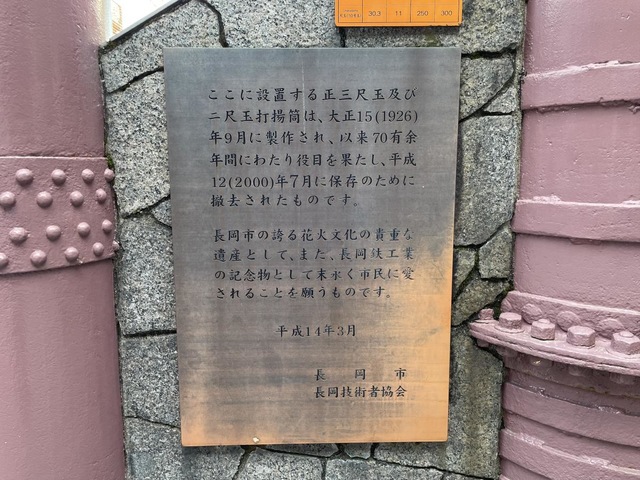 30.3 11 250 300
ここに設置する正三尺玉及び
二尺玉打揚筒は、大正15(1926)
年9月に製作され、以来70有余
年間にわたり役目を果たし、平成
12(2000)年7月に保存のために
撤去されたものです。
長岡市の誇る花火文化の貴重な
遺産として、また、長岡鉄工業
の記念物として末永く市民に愛
されることを願うものです。
平成14年3月
長岡市
長岡技術者協会